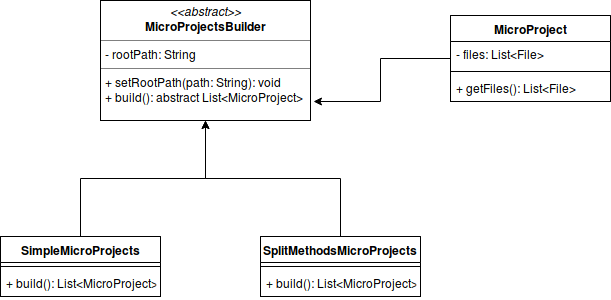 <<abstract>>
MicroProjectsBuilder
- rootPath: String
+ setRootPath(path: String): void
+ build(): abstract List<MicroProject>
MicroProject
- files: List<File>
+ getFiles(): List<File>
SimpleMicroProjects
+ build(): List<MicroProject>
SplitMethodsMicroProjects
+ build(): List<MicroProject>